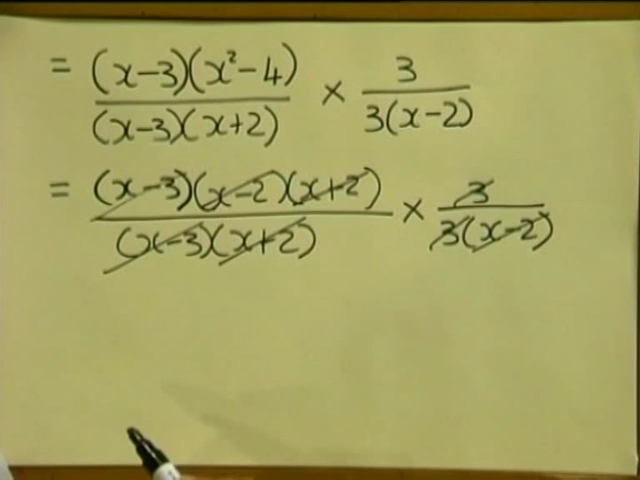 = (x-3)(x²-4) / (x-3)(x+2) × 3 / 3(x-2)
= (x-3)(x-2)(x+2) / (x-3)(x+2) × 3 / 3(x-2)